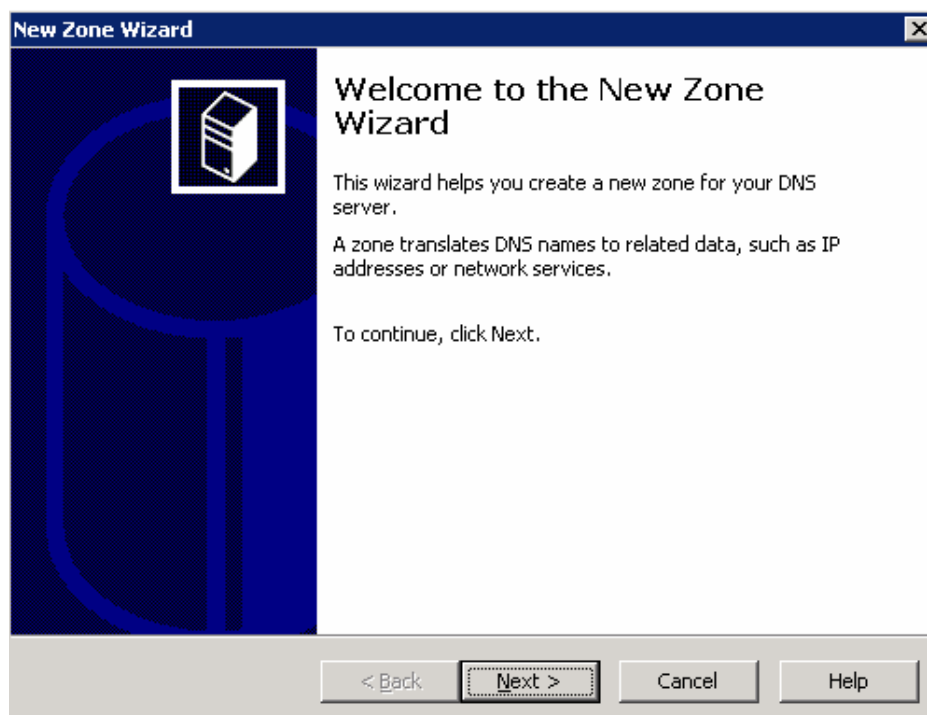 New Zone Wizard
Welcome to the New Zone
Wizard
This wizard helps you create a new zone for your DNS
server.
A zone translates DNS names to related data, such as IP
addresses or network services.
To continue, click Next.
< Back
Next >
Cancel
Help